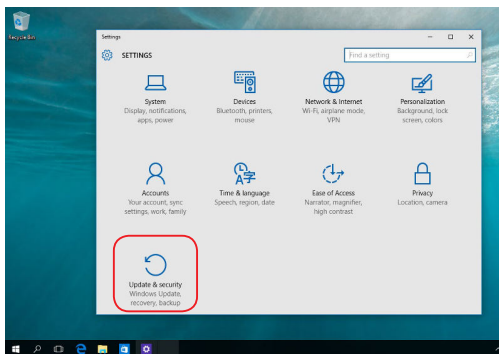 Recycle Bin
Settings
SETTINGS
Find a setting
System
Display, notifications,
apps, power
Devices
Bluetooth, printers,
mouse
Network & Internet
Wi-Fi, airplane mode,
VPN
Personalization
Background, lock
screen, colors
Accounts
Your account, sync
settings, work, family
Time & language
Speech, region, date
Ease of Access
Narrator, magnifier,
high contrast
Privacy
Location, camera
Update & security
Windows Update,
recovery, backup